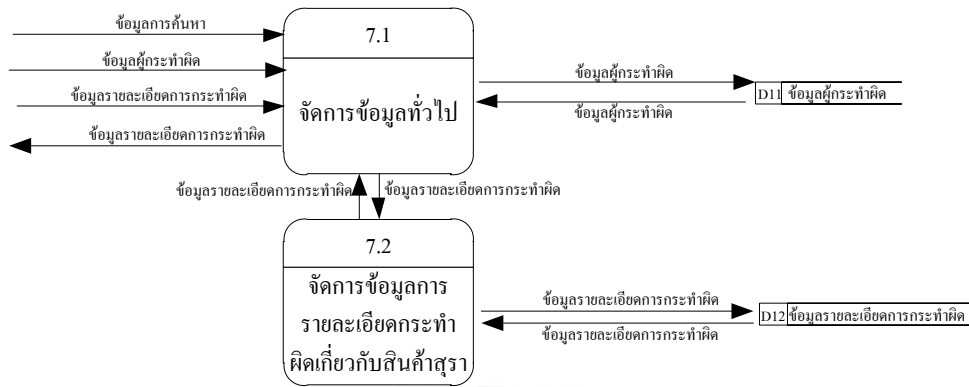 ข้อมูลการค้นหา
7.1
ข้อมูลผู้กระทำผิด
ข้อมูลรายละเอียดการกระทำผิด
ข้อมูลรายละเอียดการกระทำผิด
จัดการข้อมูลทั่วไป
ข้อมูลผู้กระทำผิด
ข้อมูลผู้กระทำผิด
D11 ข้อมูลผู้กระทำผิด
ข้อมูลรายละเอียดการกระทำผิด
ข้อมูลรายละเอียดการกระทำผิด
7.2
จัดการข้อมูลการ
รายละเอียดกระทำ
ผิดเกี่ยวกับสินค้าสุรา
ข้อมูลรายละเอียดการกระทำผิด
ข้อมูลรายละเอียดการกระทำผิด
D12 ข้อมูลรายละเอียดการกระทำผิด